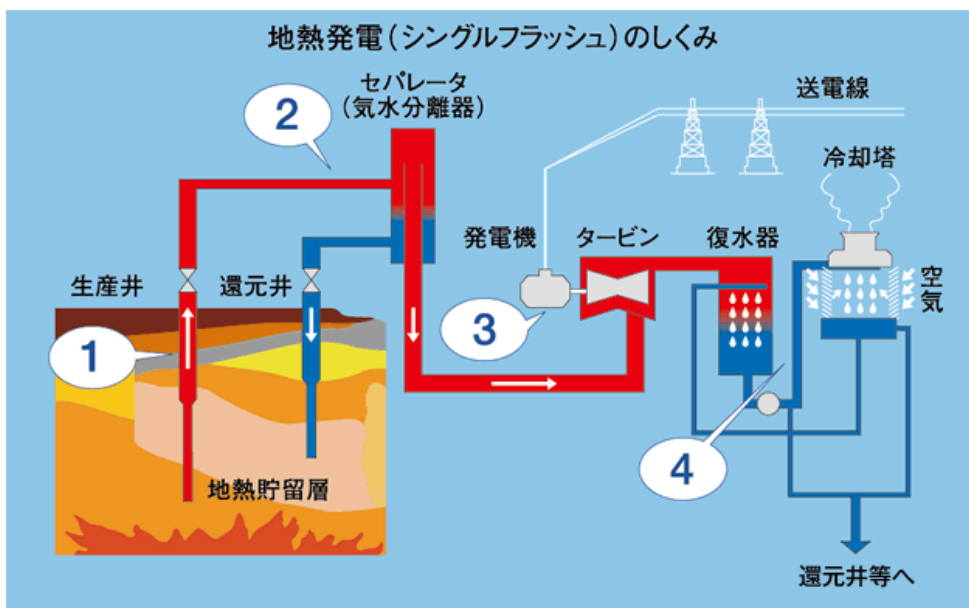 地熱発電(シングルフラッシュ)のしくみ
セパレータ
(気水分離器)
2
送電線
冷却塔
発電機
タービン
復水器
生産井
還元井
空気
1
3
4
地熱貯留層
還元井等へ